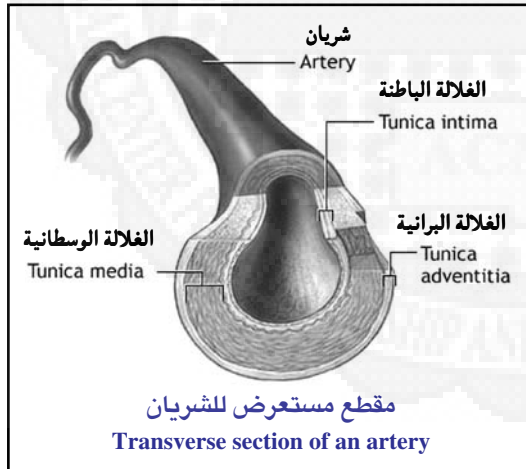 شريان
Artery
الغلالة الباطنة
Tunica intima
الغلالة البرانية
Tunica
adventitia
الغلالة الوسطانية
Tunica media
مقطع مستعرض للشريان
Transverse section of an artery